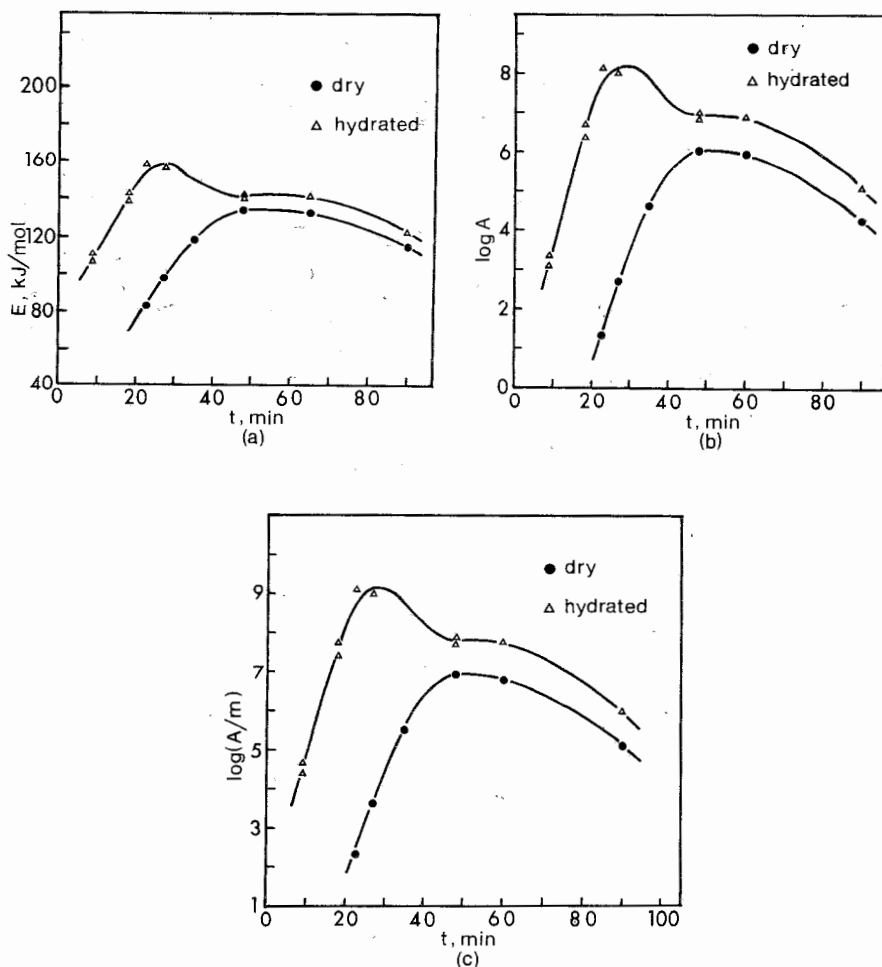 200
160
120
80
40
E, kJ/mol
● dry
△ hydrated
0 20 40 60 80
t, min
(a)
8
6
4
2
0
log A
● dry
△ hydrated
0 20 40 60 80
t, min
(b)
9
7
5
3
1
log(A/m)
● dry
△ hydrated
0 20 40 60 80 100
t, min
(c)